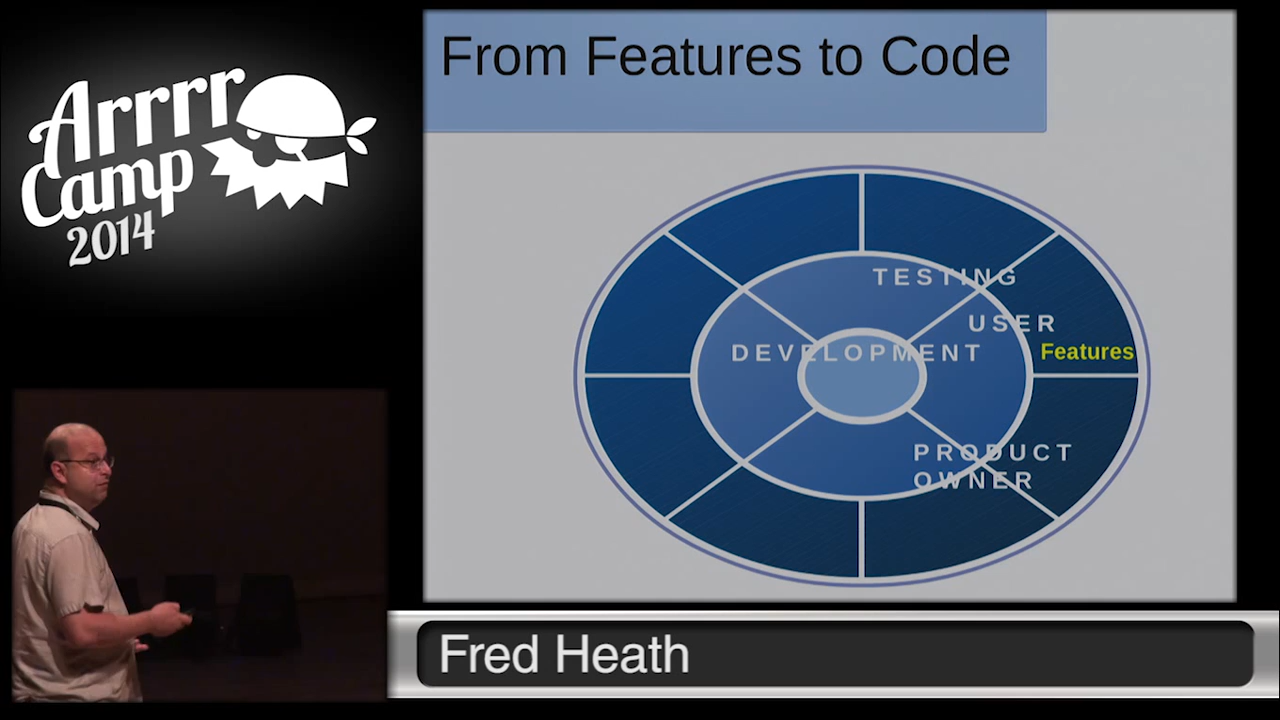 Arrrr
Camp
2014
From Features to Code
TESTING
USER
Features
DEVELOPMENT
PRODUCT
OWNER
Fred Heath